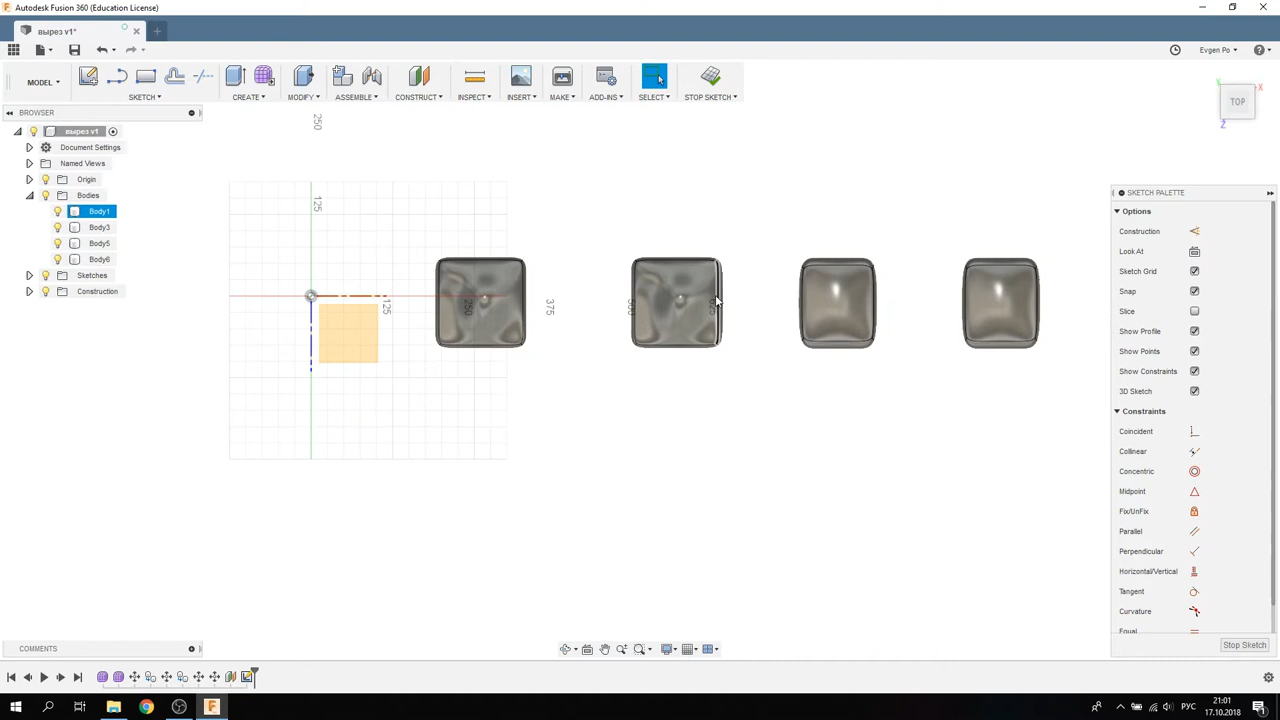 Autodesk Fusion 360 (Education License)
вырез v1*
Evgen Po
MODEL
SKETCH
CREATE
MODIFY
ASSEMBLE
CONSTRUCT
INSPECT
INSERT
MAKE
ADD-INS
SELECT
STOP SKETCH
BROWSER
вырез v1
Document Settings
Named Views
Origin
Bodies
Body1
Body3
Body5
Body6
Sketches
Construction
250
125
125
250
375
500
625
TOP
X
Y
Z
SKETCH PALETTE
Options
Construction
Look At
Sketch Grid
Snap
Slice
Show Profile
Show Points
Show Constraints
3D Sketch
Constraints
Coincident
Collinear
Concentric
Midpoint
Fix/UnFix
Parallel
Perpendicular
Horizontal/Vertical
Tangent
Curvature
Equal
Stop Sketch
COMMENTS
РУС
21:01
17.10.2018